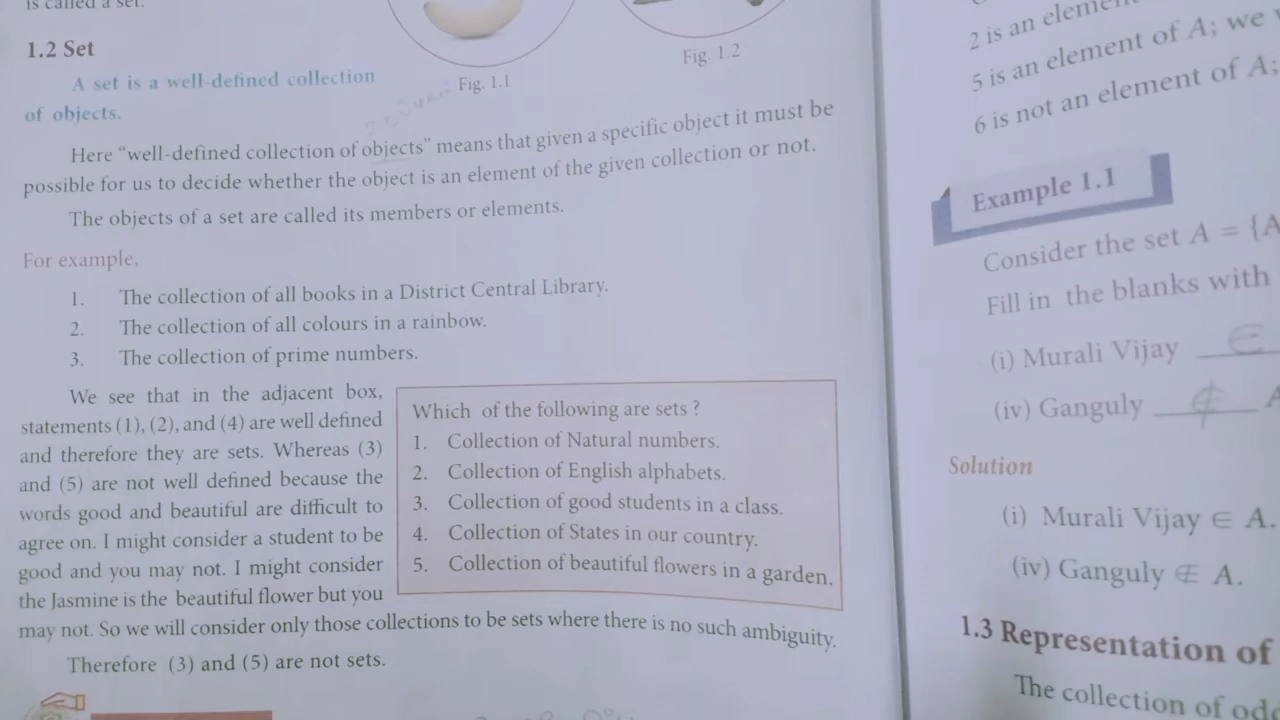 is called a set.
1.2 Set
A set is a well-defined collection
of objects.
Fig. 1.1
Fig. 1.2
Here “well-defined collection of objects” means that given a specific object it must be
possible for us to decide whether the object is an element of the given collection or not.
The objects of a set are called its members or elements.
For example,
1. The collection of all books in a District Central Library.
2. The collection of all colours in a rainbow.
3. The collection of prime numbers.
We see that in the adjacent box,
statements (1), (2), and (4) are well defined
and therefore they are sets. Whereas (3)
and (5) are not well defined because the
words good and beautiful are difficult to
agree on. I might consider a student to be
good and you may not. I might consider
the Jasmine is the beautiful flower but you
may not. So we will consider only those collections to be sets where there is no such ambiguity.
Therefore (3) and (5) are not sets.
Which of the following are sets ?
1. Collection of Natural numbers.
2. Collection of English alphabets.
3. Collection of good students in a class.
4. Collection of States in our country.
5. Collection of beautiful flowers in a garden.
2 is an
5 is an element of A; we
6 is not an element of A;
Example 1.1
Consider the set A = {A
Fill in the blanks with
(i) Murali Vijay ∈
(iv) Ganguly ∉ A
Solution
(i) Murali Vijay ∈ A.
(iv) Ganguly ∉ A.
1.3 Representation of
The collection of